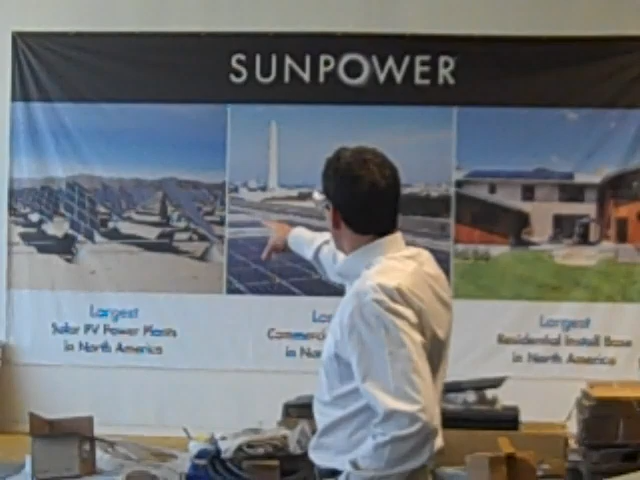 SUNPOWER
Largest
Solar PV Power Plants
in North America
Largest
Residential Install Base
in North America